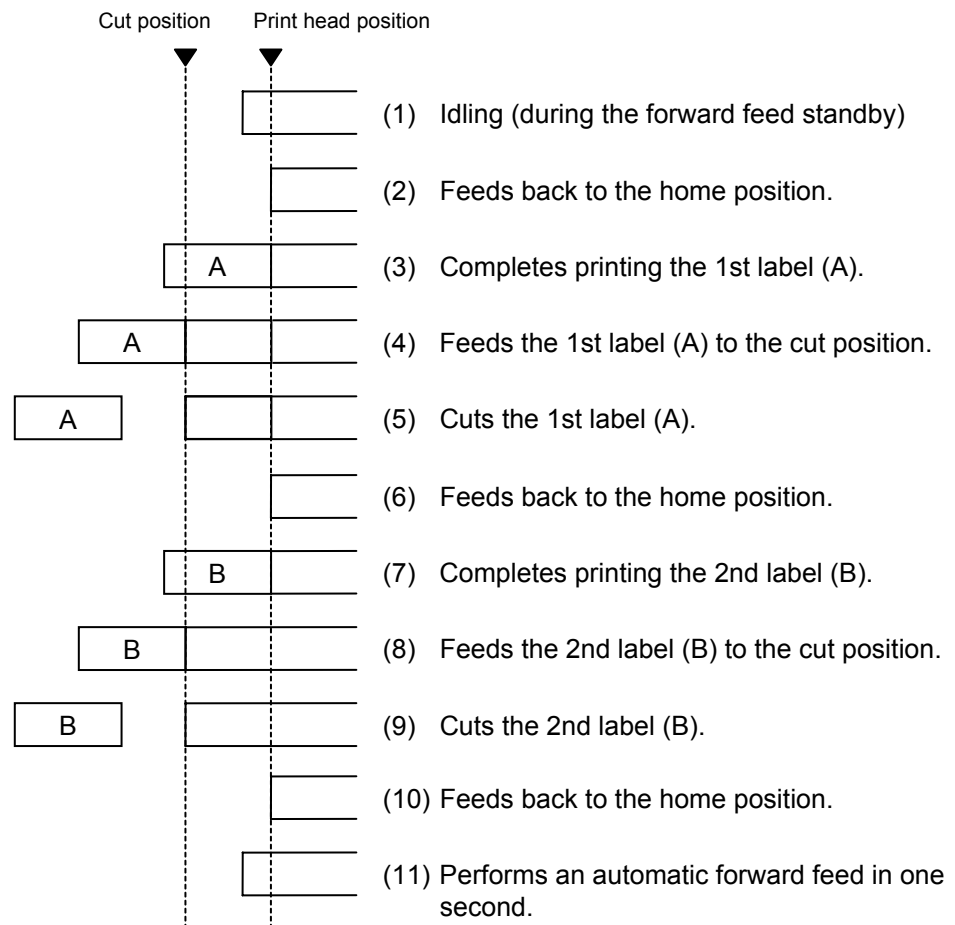 Cut position Print head position
(1) Idling (during the forward feed standby)
(2) Feeds back to the home position.
A (3) Completes printing the 1st label (A).
A (4) Feeds the 1st label (A) to the cut position.
A (5) Cuts the 1st label (A).
(6) Feeds back to the home position.
B (7) Completes printing the 2nd label (B).
B (8) Feeds the 2nd label (B) to the cut position.
B (9) Cuts the 2nd label (B).
(10) Feeds back to the home position.
(11) Performs an automatic forward feed in one
second.